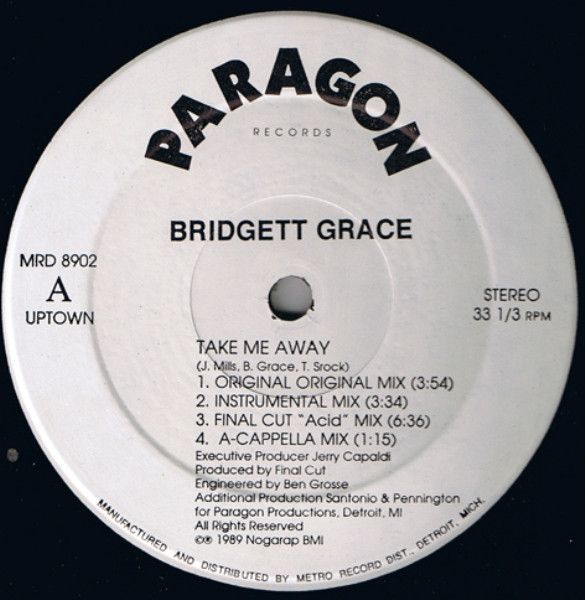 PARAGON
RECORDS
BRIDGETT GRACE
MRD 8902
A
UPTOWN
STEREO
33 1/3 RPM
TAKE ME AWAY
(J. Mills, B. Grace, T. Srock)
1. ORIGINAL ORIGINAL MIX (3:54)
2. INSTRUMENTAL MIX (3:34)
3. FINAL CUT "Acid" MIX (6:36)
4. A-CAPPELLA MIX (1:15)
Executive Producer Jerry Capaldi
Produced by Final Cut
Engineered by Ben Grosse
Additional Production Santonio & Pennington
for Paragon Productions, Detroit, MI
All Rights Reserved
©℗ 1989 Nogarap BMI
MANUFACTURED AND DISTRIBUTED BY METRO RECORD DIST., DETROIT, MICH.